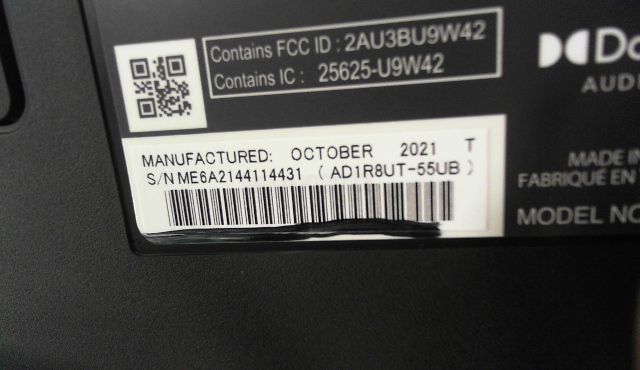 Contains FCC ID : 2AU3BU9W42
Contains IC : 25625-U9W42
MANUFACTURED: OCTOBER 2021 T
S/N ME6A2144114431 ( AD1R8UT-55UB )
MADE IN
FABRIQUÉ EN
MODEL NO